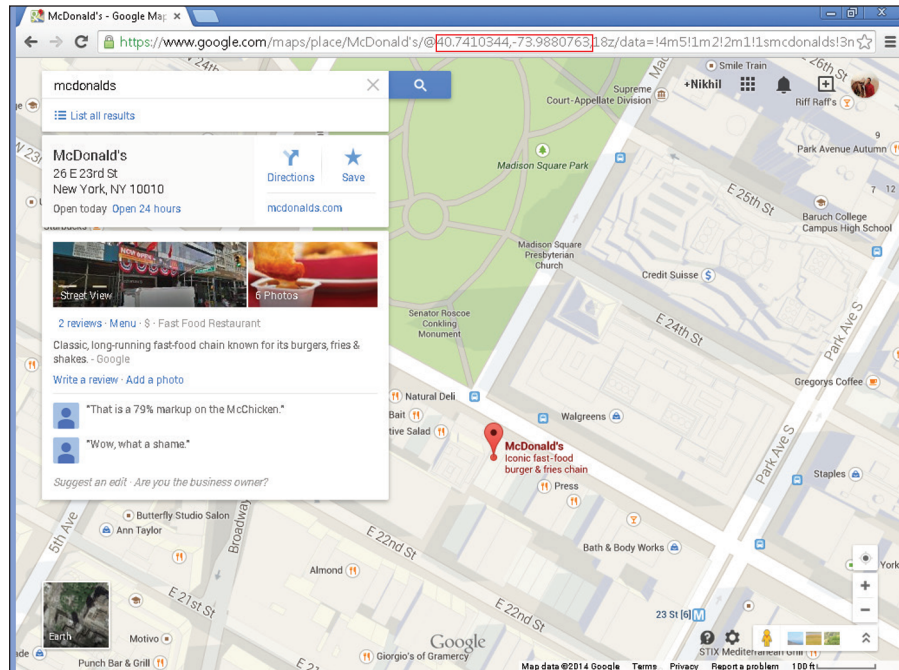 McDonald's - Google Map
https://www.google.com/maps/place/McDonald's/@40.7410344,-73.9880763,18z/data=!4m5!1m2!2m1!1smcdonalds!3m
mcdonalds
List all results
McDonald's
26 E 23rd St
New York, NY 10010
Open today Open 24 hours
Directions
Save
mcdonalds.com
Street View
6 Photos
2 reviews · Menu · $ · Fast Food Restaurant
Classic, long-running fast-food chain known for its burgers, fries &
shakes. - Google
Write a review · Add a photo
"That is a 79% markup on the McChicken."
"Wow, what a shame."
Suggest an edit · Are you the business owner?
+Nikhil
Smile Train
E 26th St
Supreme
Court-Appellate Division
Riff Raff's
Park Avenue Autumn
9
7 12
W 24th
Madison Square Park
E 25th St
Baruch College
Campus High School
Madison Square
Presbyterian
Church
Credit Suisse
$
Senator Roscoe
Conkling
Monument
E 24th St
Park Ave S
Gregorys Coffee
Natural Deli
Bait
tive Salad
Walgreens
McDonald's
Iconic fast-food
burger & fries chain
Press
Park Ave S
Staples
Butterfly Studio Salon
Ann Taylor
5th Ave
Broadway
E 22nd St
Bath & Body Works
York
Almond
E 21st St
E 22nd St
23 St [6] M
+
−
Earth
Motivo
Punch Bar & Grill
Google
Giorgio's of Gramercy
STIX Mediterranean Grill
Map data ©2014 Google Terms Privacy Report a problem 100 ft